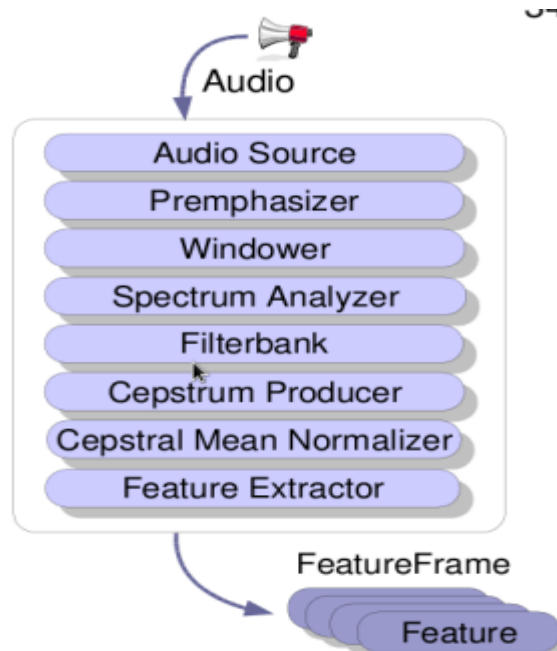 Audio
Audio Source
Premphasizer
Windower
Spectrum Analyzer
Filterbank
Cepstrum Producer
Cepstral Mean Normalizer
Feature Extractor
FeatureFrame
Feature